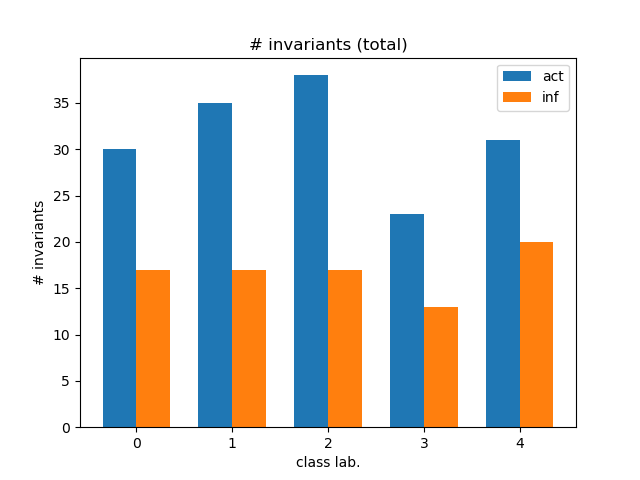 # invariants (total)
act
inf
# invariants
35
30
25
20
15
10
5
0
0 1 2 3 4
class lab.